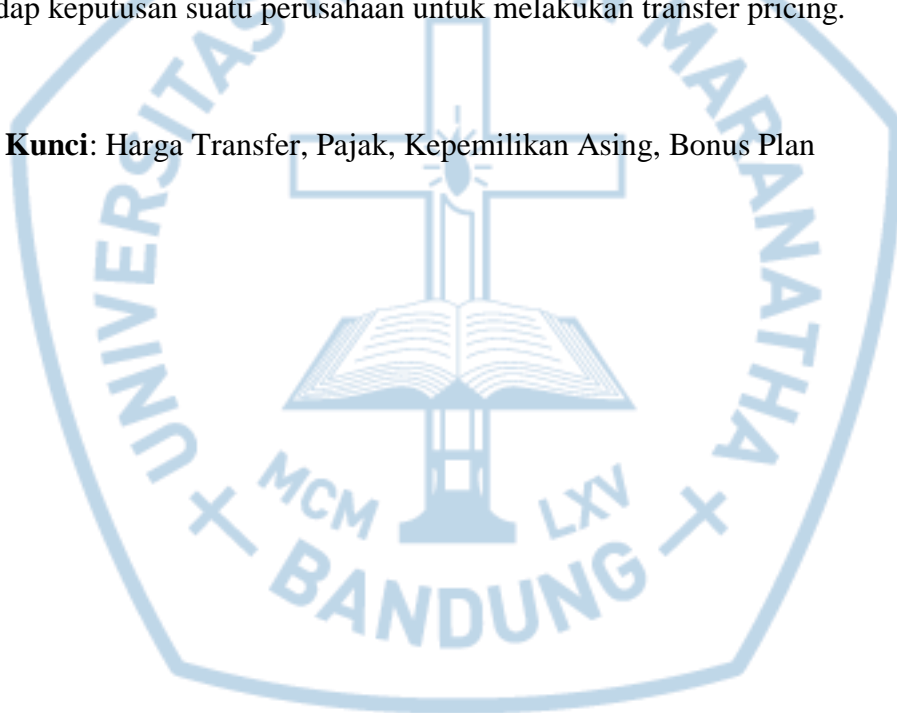 dap keputusan suatu perusahaan untuk melakukan transfer pricing.
Kunci: Harga Transfer, Pajak, Kepemilikan Asing, Bonus Plan
UNIVERSITAS
MARANATHA
MCM LXV
BANDUNG